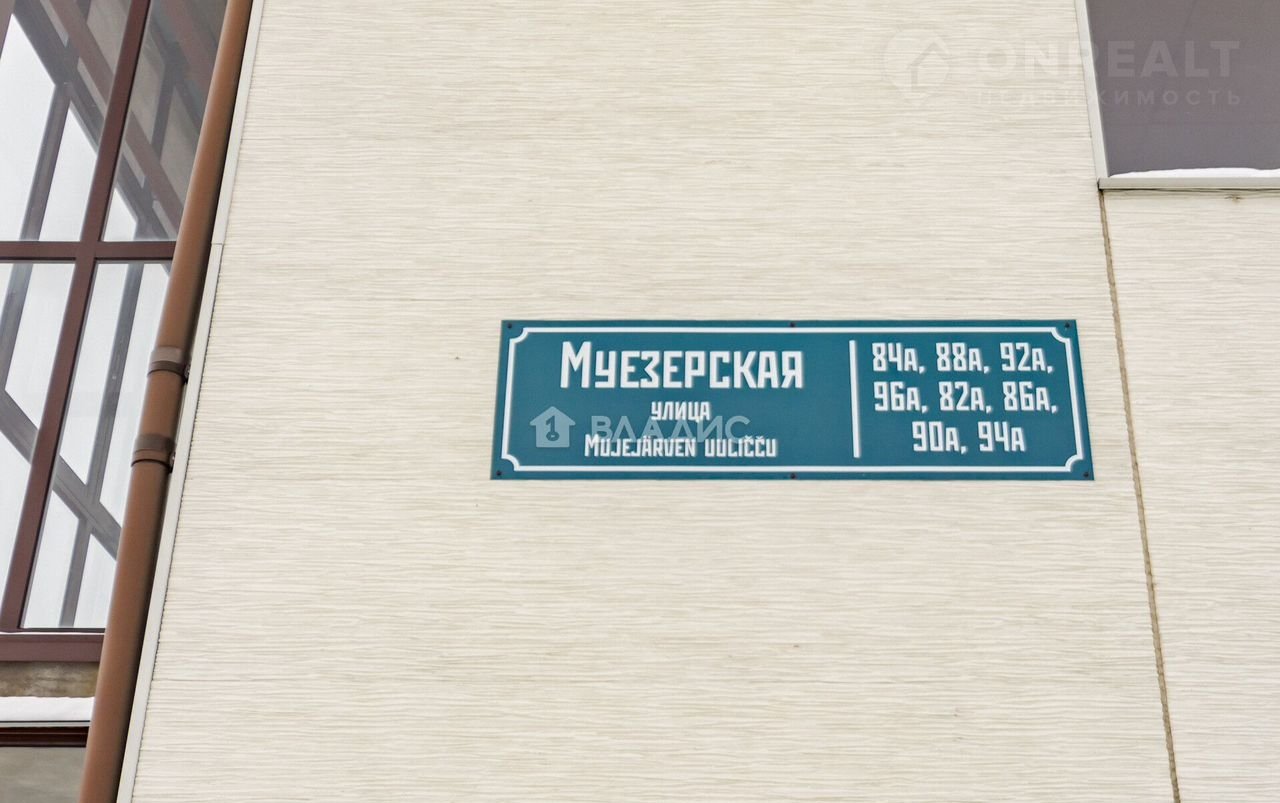 ONREALT
недвижимость
Муезерская
улица
Mujejärven uuličču
ВЛАДИС
84а, 88а, 92а,
96а, 82а, 86а,
90а, 94а